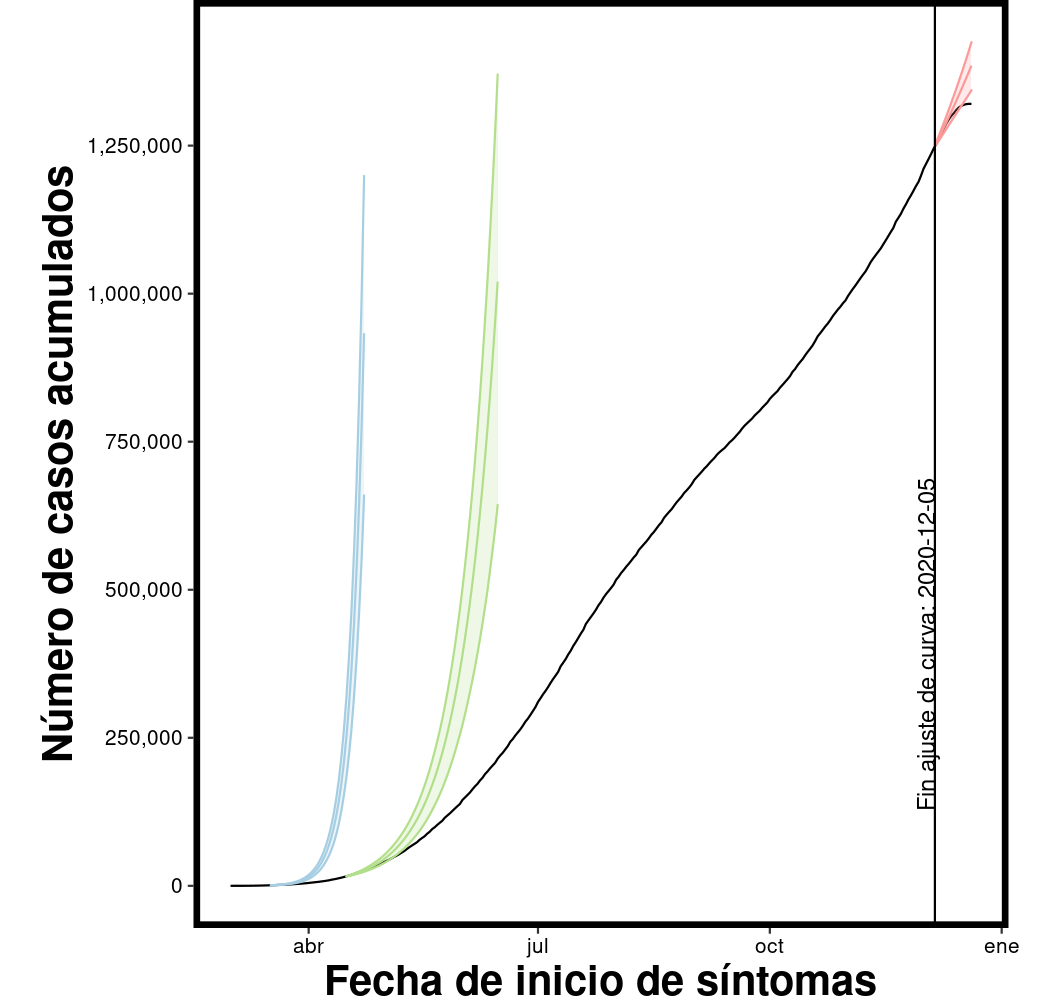 Número de casos acumulados
1,250,000
1,000,000
750,000
500,000
250,000
0
Fin ajuste de curva: 2020-12-05
abr jul oct ene
Fecha de inicio de síntomas